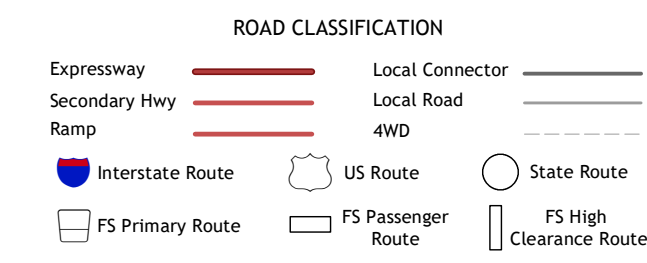 ROAD CLASSIFICATION
Expressway
Local Connector
Secondary Hwy
Local Road
Ramp
4WD
Interstate Route
US Route
State Route
FS Primary Route
FS Passenger
Route
FS High
Clearance Route